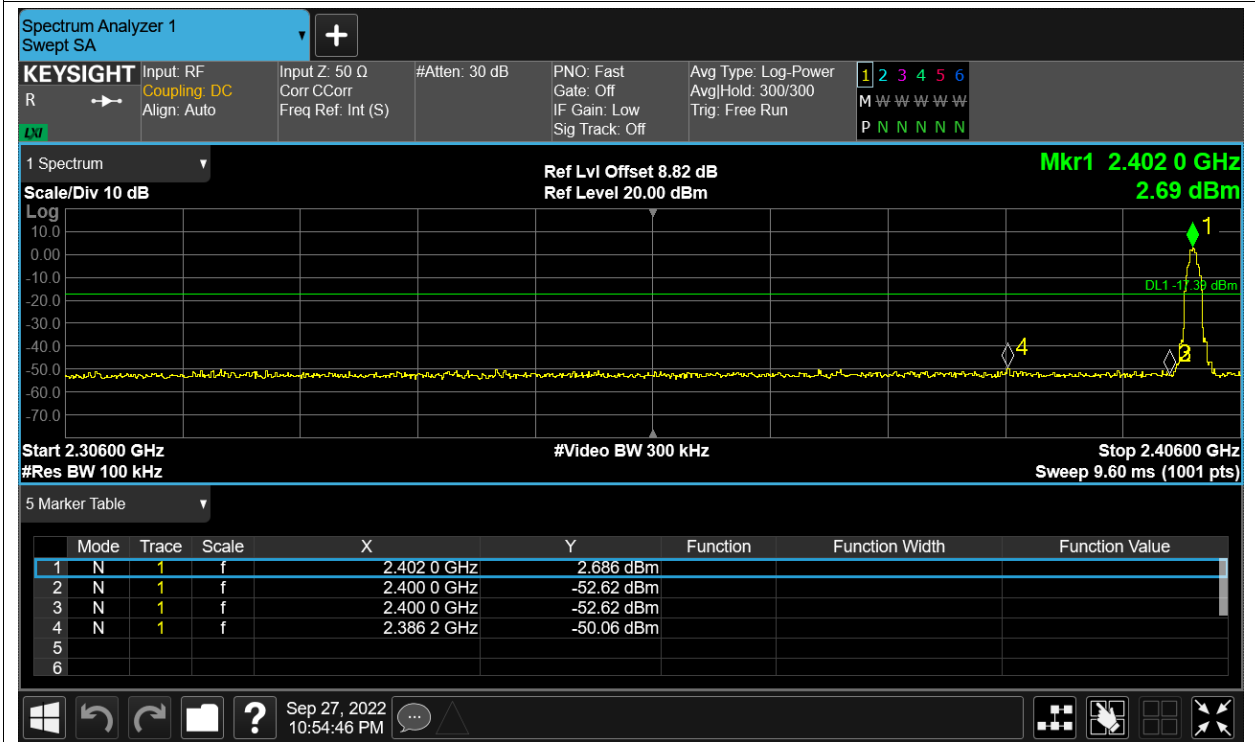 Spectrum Analyzer 1
Swept SA
+
KEYSIGHT
R
LXI
Input: RF
Coupling: DC
Align: Auto
Input Z: 50 Ω
Corr CCorr
Freq Ref: Int (S)
#Atten: 30 dB
PNO: Fast
Gate: Off
IF Gain: Low
Sig Track: Off
Avg Type: Log-Power
Avg|Hold: 300/300
Trig: Free Run
1 2 3 4 5 6
M W W W W W
P N N N N N
1 Spectrum
Scale/Div 10 dB
Ref Lvl Offset 8.82 dB
Ref Level 20.00 dBm
Mkr1 2.402 0 GHz
2.69 dBm
Log
10.0
0.00
-10.0
-20.0
-30.0
-40.0
-50.0
-60.0
-70.0
1
DL1 -17.39 dBm
4
Start 2.30600 GHz
#Res BW 100 kHz
#Video BW 300 kHz
Stop 2.40600 GHz
Sweep 9.60 ms (1001 pts)
5 Marker Table
Mode Trace Scale X Y Function Function Width Function Value
1 N 1 f 2.402 0 GHz 2.686 dBm
2 N 1 f 2.400 0 GHz -52.62 dBm
3 N 1 f 2.400 0 GHz -52.62 dBm
4 N 1 f 2.386 2 GHz -50.06 dBm
5
6
?
Sep 27, 2022
10:54:46 PM